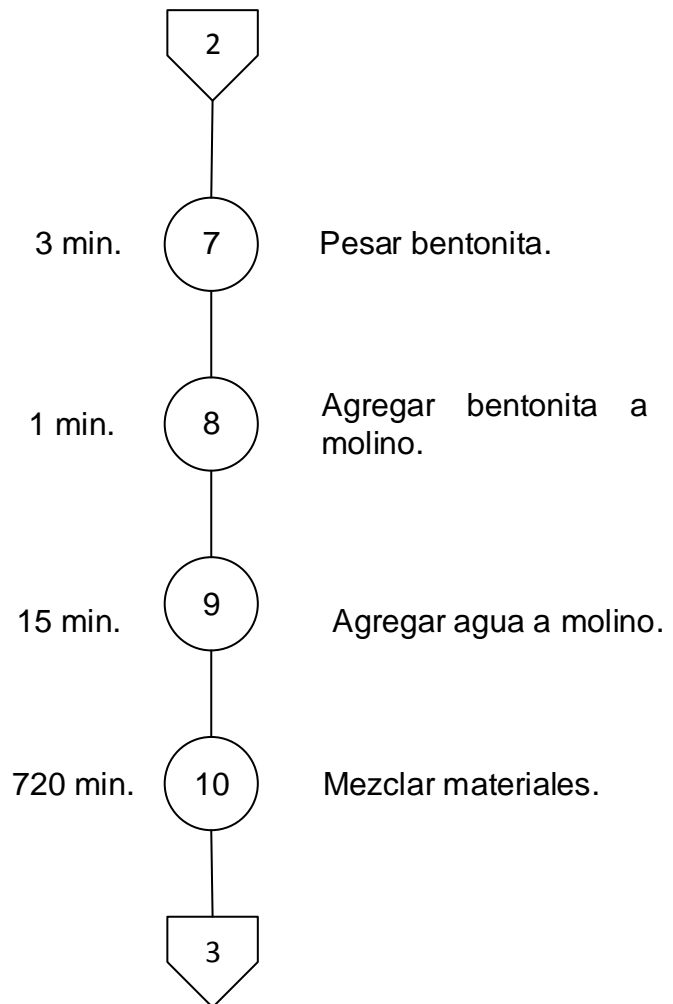 2
3 min. 7 Pesar bentonita.
1 min. 8 Agregar bentonita a
molino.
15 min. 9 Agregar agua a molino.
720 min. 10 Mezclar materiales.
3